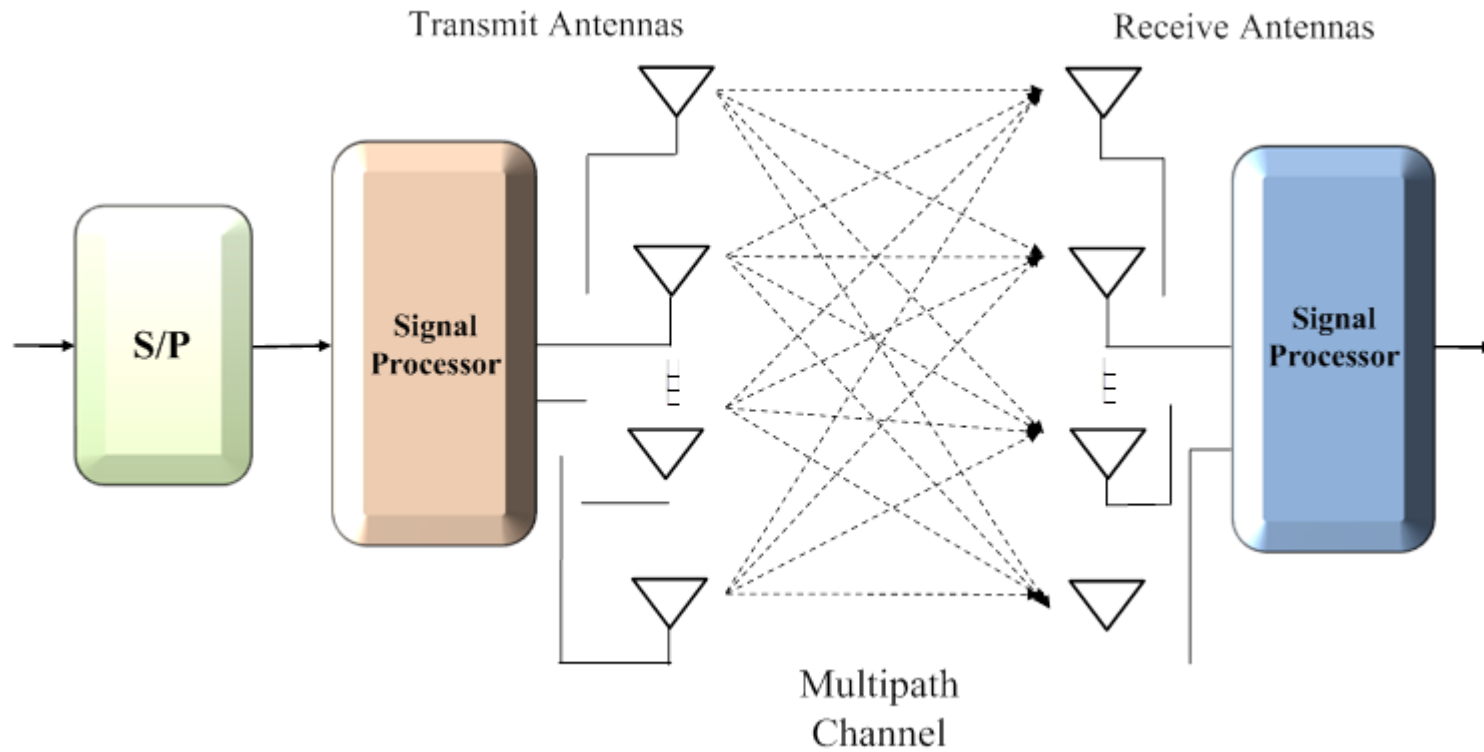 Transmit Antennas
Receive Antennas
S/P
Signal
Processor
Signal
Processor
Multipath
Channel